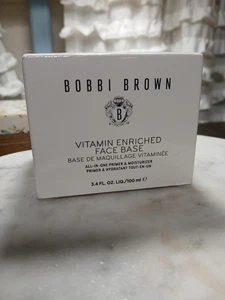 BOBBI BROWN
B
VITAMIN ENRICHED
FACE BASE
BASE DE MAQUILLAGE VITAMINÉE
ALL-IN-ONE PRIMER & MOISTURIZER
PRIMER & HYDRATANT TOUT-EN-UN
3.4 FL. OZ. LIQ./100 ml ℮